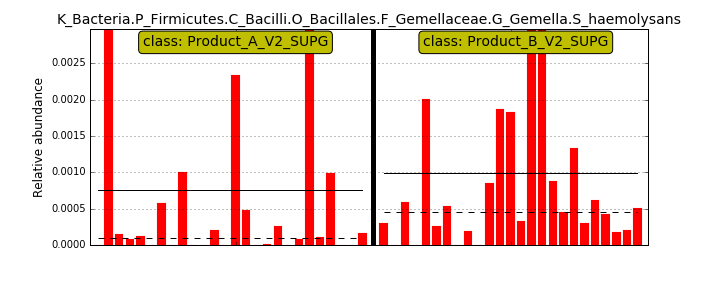 K_Bacteria.P_Firmicutes.C_Bacilli.O_Bacillales.F_Gemellaceae.G_Gemella.S_haemolysans
class: Product_A_V2_SUPG
class: Product_B_V2_SUPG
Relative abundance
0.0025
0.0020
0.0015
0.0010
0.0005
0.0000